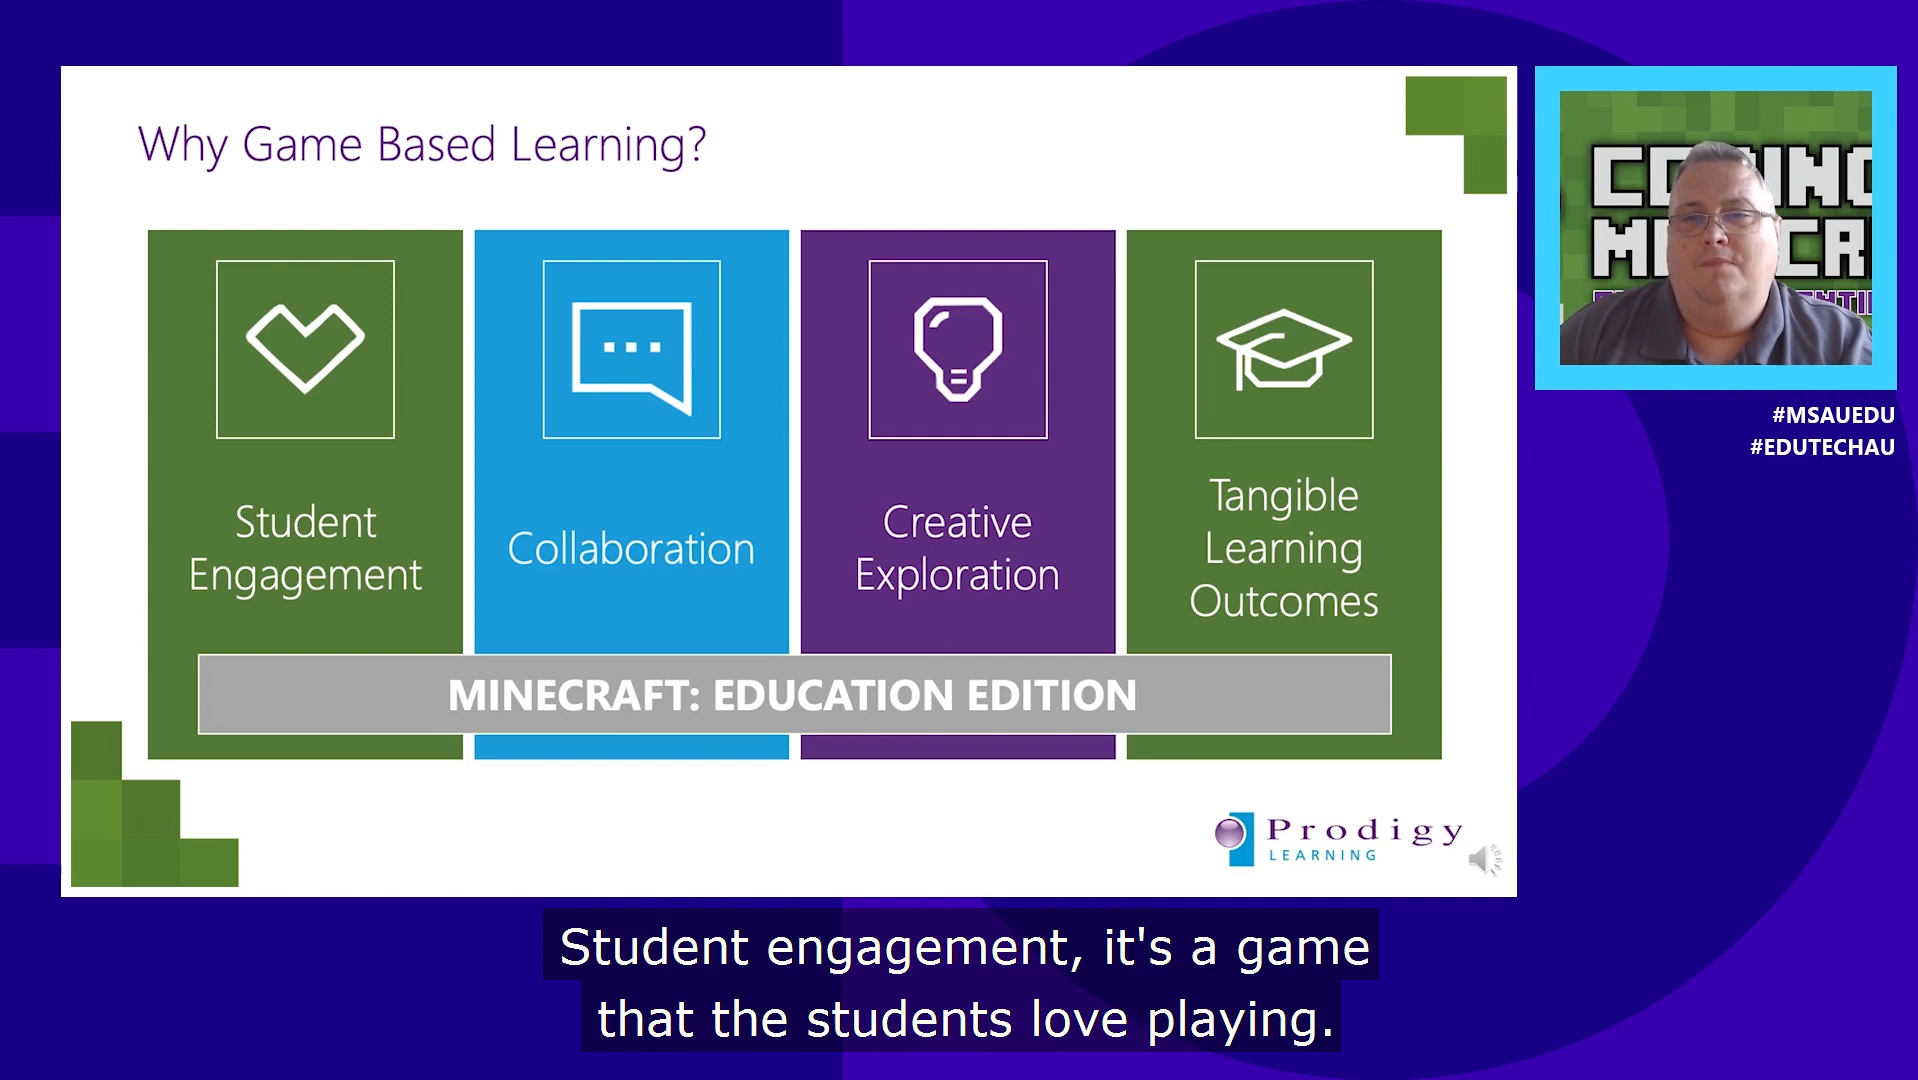 Why Game Based Learning?
Student
Engagement
Collaboration
Creative
Exploration
Tangible
Learning
Outcomes
MINECRAFT: EDUCATION EDITION
Prodigy
LEARNING
#MSAUEDU
#EDUTECHAU
Student engagement, it's a game
that the students love playing.